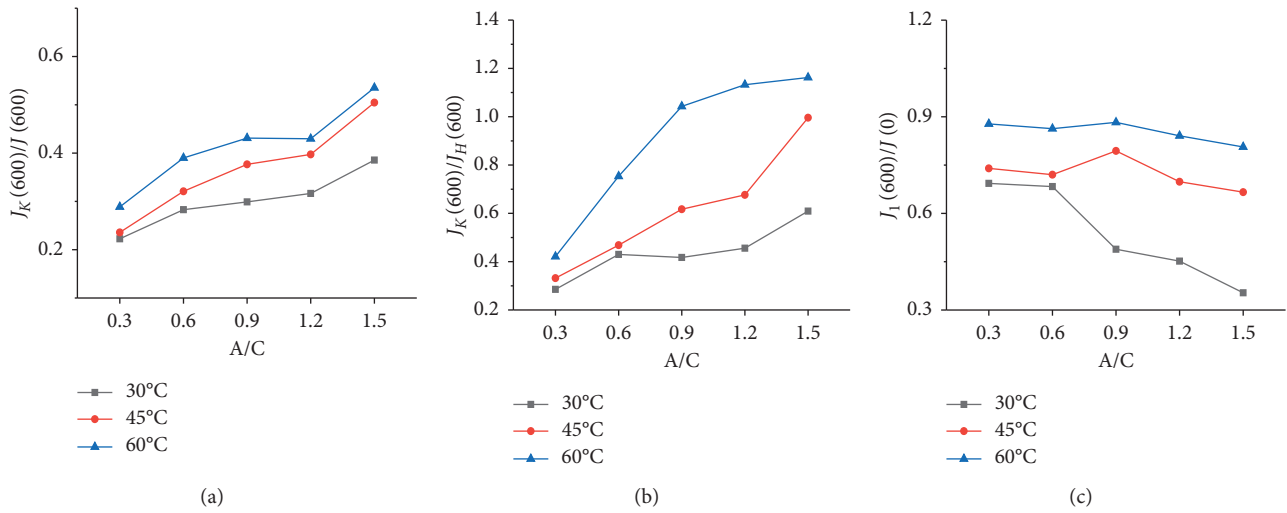 J_K (600)/J (600)
0.6
0.4
0.2
0.3 0.6 0.9 1.2 1.5
A/C
30°C
45°C
60°C
(a)
J_K (600)/J_H (600)
1.4
1.2
1.0
0.8
0.6
0.4
0.2
0.3 0.6 0.9 1.2 1.5
A/C
30°C
45°C
60°C
(b)
J_1 (600)/J (0)
1.2
0.9
0.6
0.3
0.3 0.6 0.9 1.2 1.5
A/C
30°C
45°C
60°C
(c)